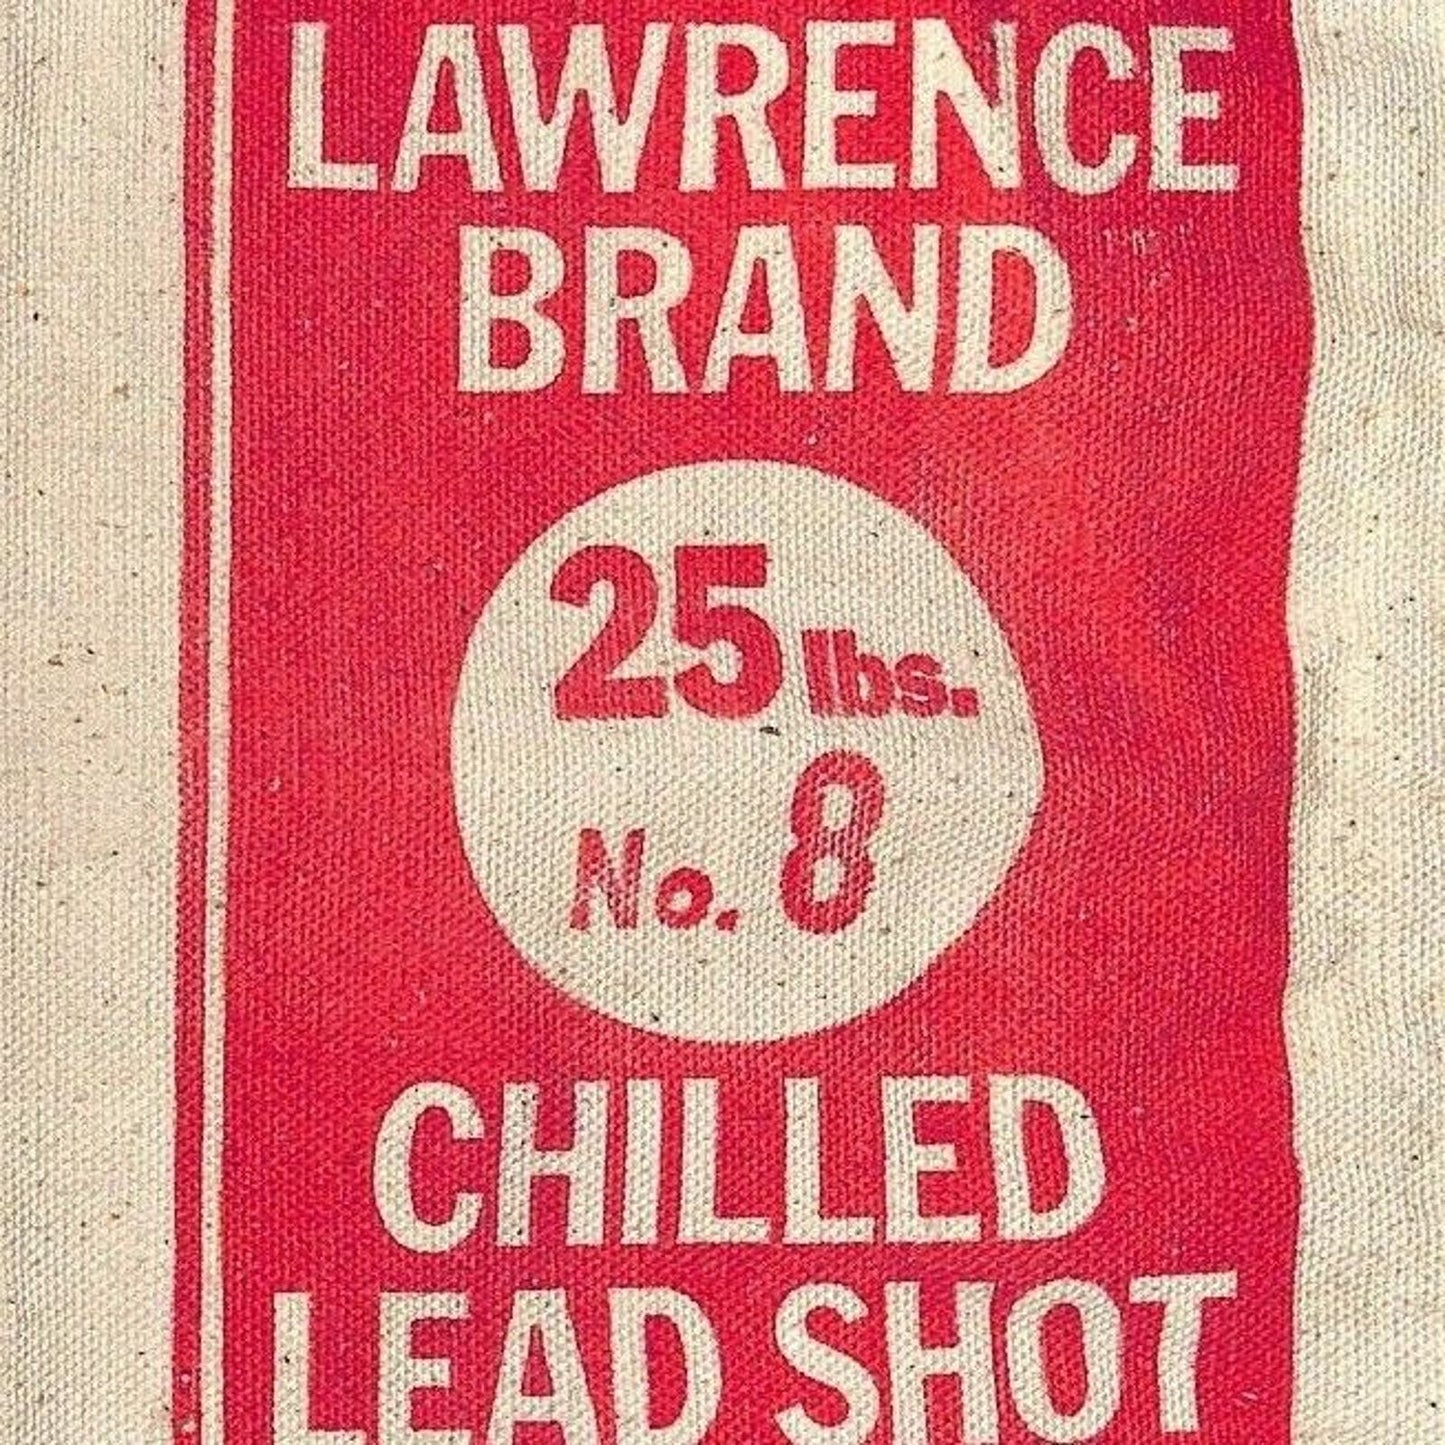 LAWRENCE
BRAND
25 lbs.
No. 8
CHILLED
LEAD SHOT